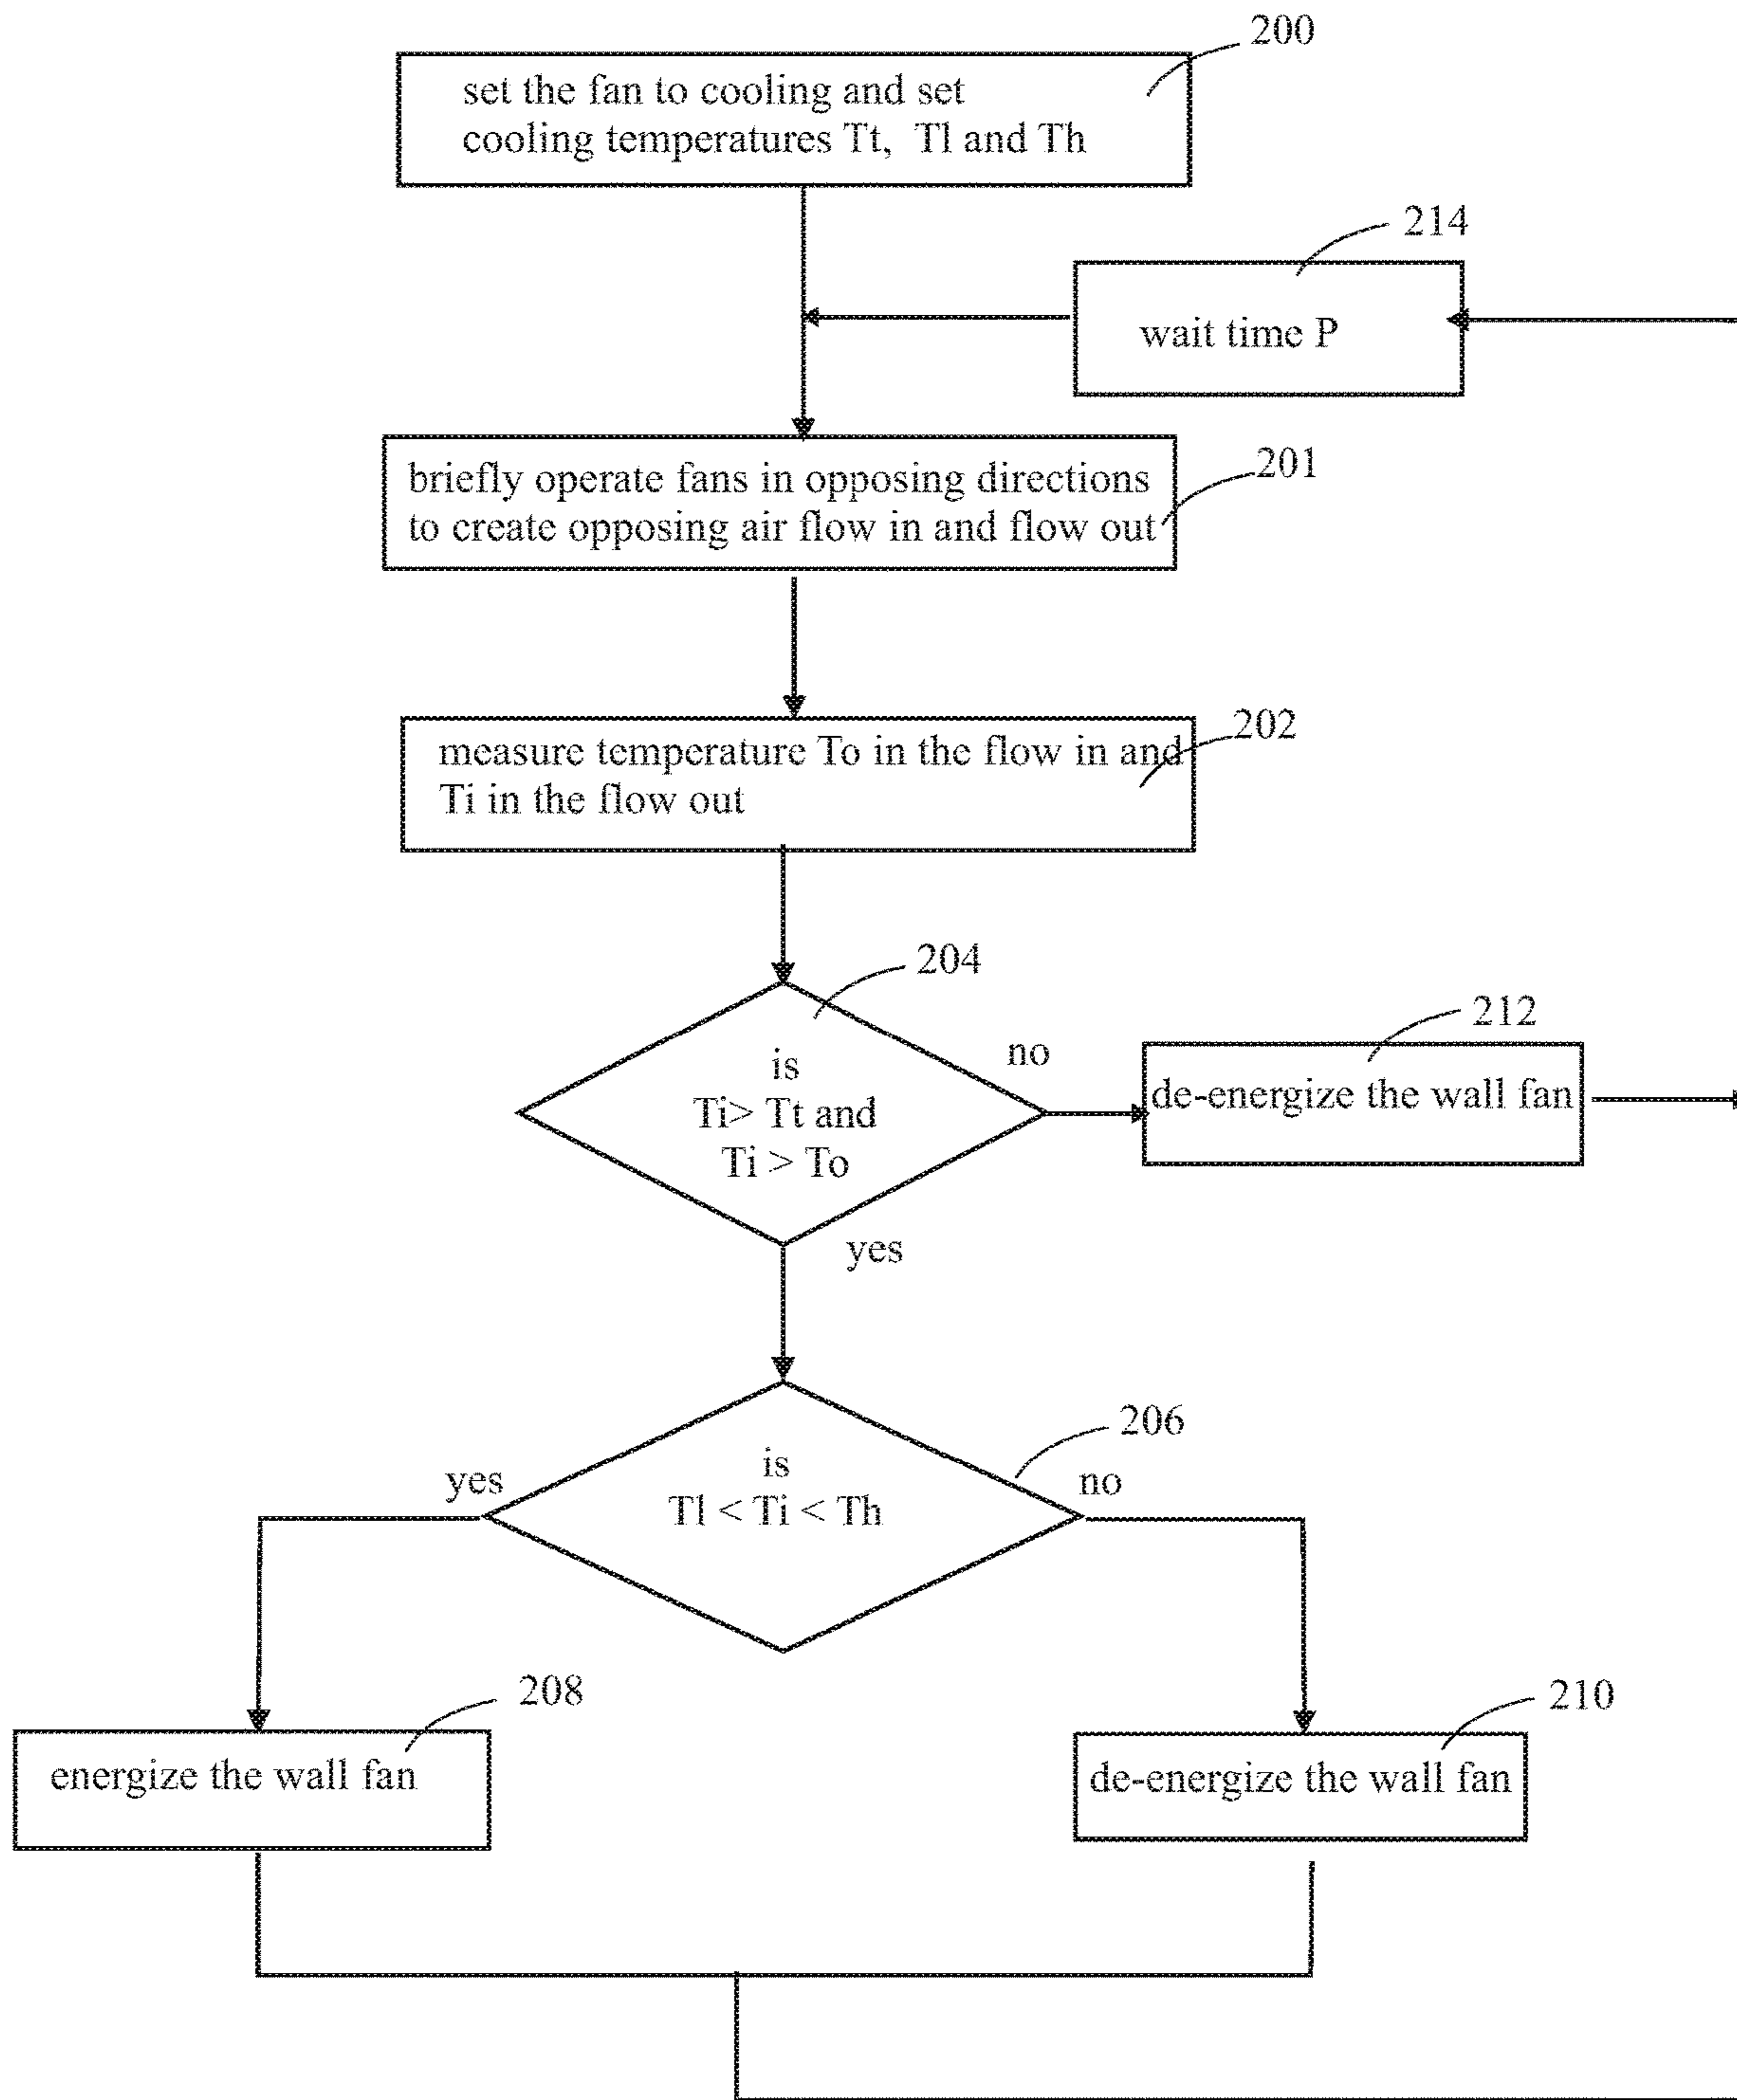 200
set the fan to cooling and set
cooling temperatures Tt, Tl and Th
214
wait time P
briefly operate fans in opposing directions
to create opposing air flow in and flow out
201
measure temperature To in the flow in and
Ti in the flow out
202
204
is
Ti> Tt and
Ti > To
no
yes
212
de-energize the wall fan
206
is
Tl < Ti < Th
yes
no
208
energize the wall fan
210
de-energize the wall fan